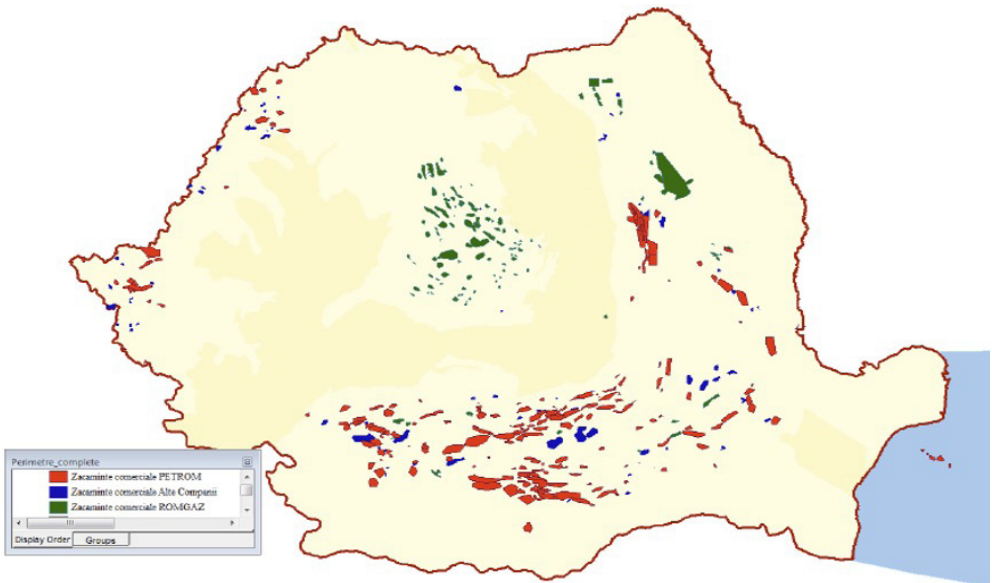 Perimetre_complete
Zacaminte comerciale PETROM
Zacaminte comerciale Alte Companii
Zacaminte comerciale ROMGAZ
Display Order Groups